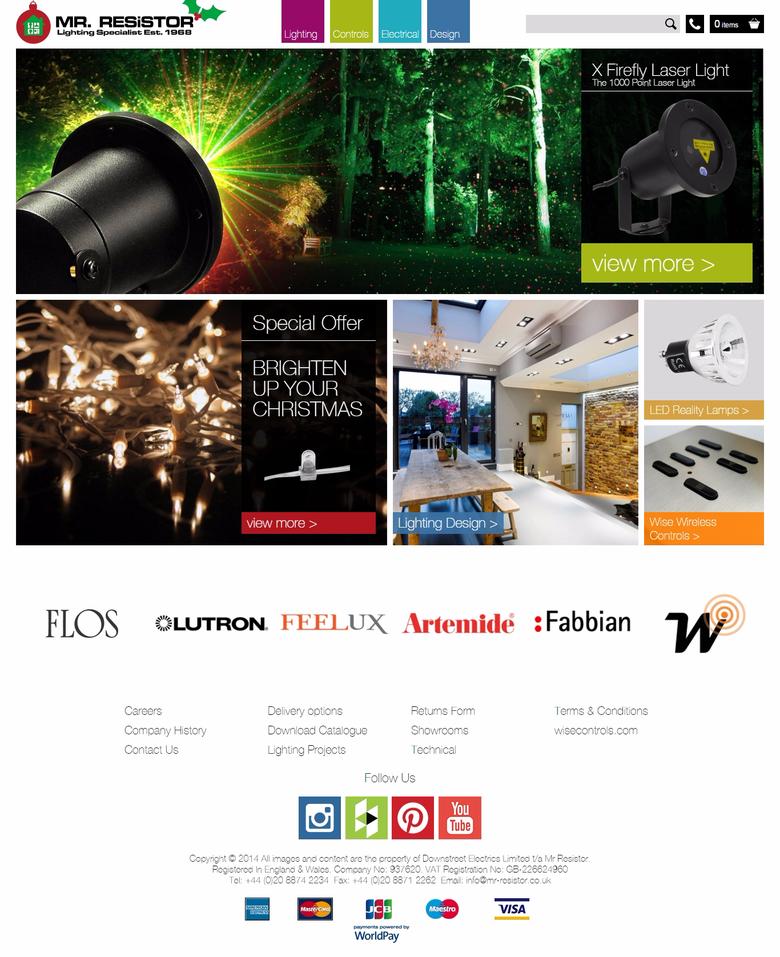 MR. RESISTOR
Lighting Specialist Est. 1968
Lighting
Controls
Electrical
Design
0 items
X Firefly Laser Light
The 1000 Point Laser Light
view more >
Special Offer
BRIGHTEN
UP YOUR
CHRISTMAS
view more >
Lighting Design >
LED Reality Lamps >
Wise Wireless
Controls >
FLOS
LUTRON
FEELUX
Artemide
Fabbian
W
Careers
Delivery options
Returns Form
Terms & Conditions
Company History
Download Catalogue
Showrooms
wisecontrols.com
Contact Us
Lighting Projects
Technical
Follow Us
You
Tube
Copyright © 2014 All images and content are the property of Downstreet Electrics Limited t/a Mr Resistor.
Registered In England & Wales. Company No: 937620. VAT Registration No: GB-226624960
Tel: +44 (0)20 8874 2234 Fax: +44 (0)20 8871 2262 Email: info@mr-resistor.co.uk
AMERICAN EXPRESS
MasterCard
JCB
Maestro
VISA
payments powered by
WorldPay